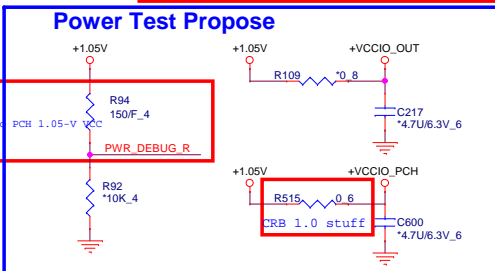 Power Test Propose
+1.05V
R94
150/F_4
PCH 1.05-V VCC
PWR_DEBUG_R
R92
*10K_4
+1.05V
+VCCIO_OUT
R109
*0_8
C217
*4.7U/6.3V_6
+1.05V
+VCCIO_PCH
R515
0_6
CRB 1.0 stuff
C600
*4.7U/6.3V_6